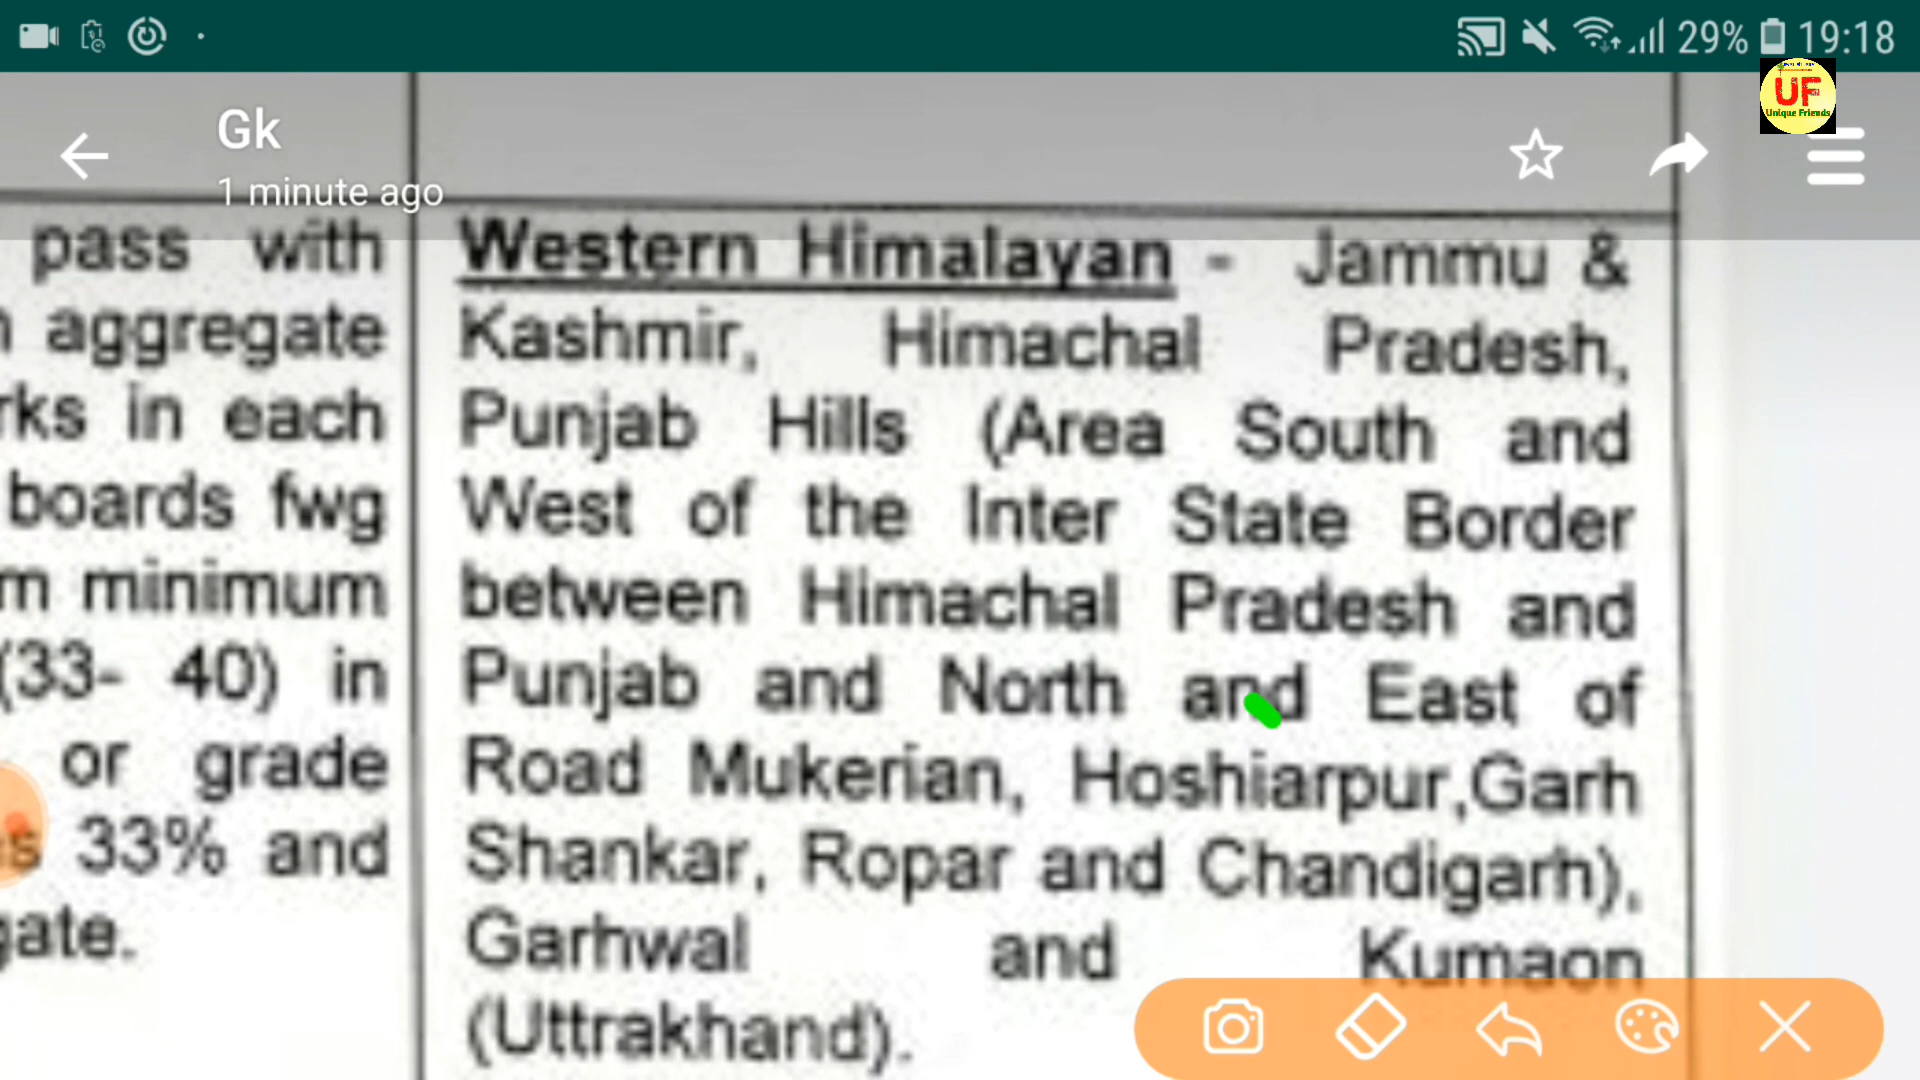 29% 19:18
UF
Unique Friends
Gk
1 minute ago
pass with
aggregate
rks in each
boards fwg
m minimum
(33- 40) in
or grade
s 33% and
gate.
Western Himalayan - Jammu &
Kashmir, Himachal Pradesh,
Punjab Hills (Area South and
West of the Inter State Border
between Himachal Pradesh and
Punjab and North and East of
Road Mukerian, Hoshiarpur,Garh
Shankar, Ropar and Chandigarh),
Garhwal and Kumaon
(Uttrakhand).